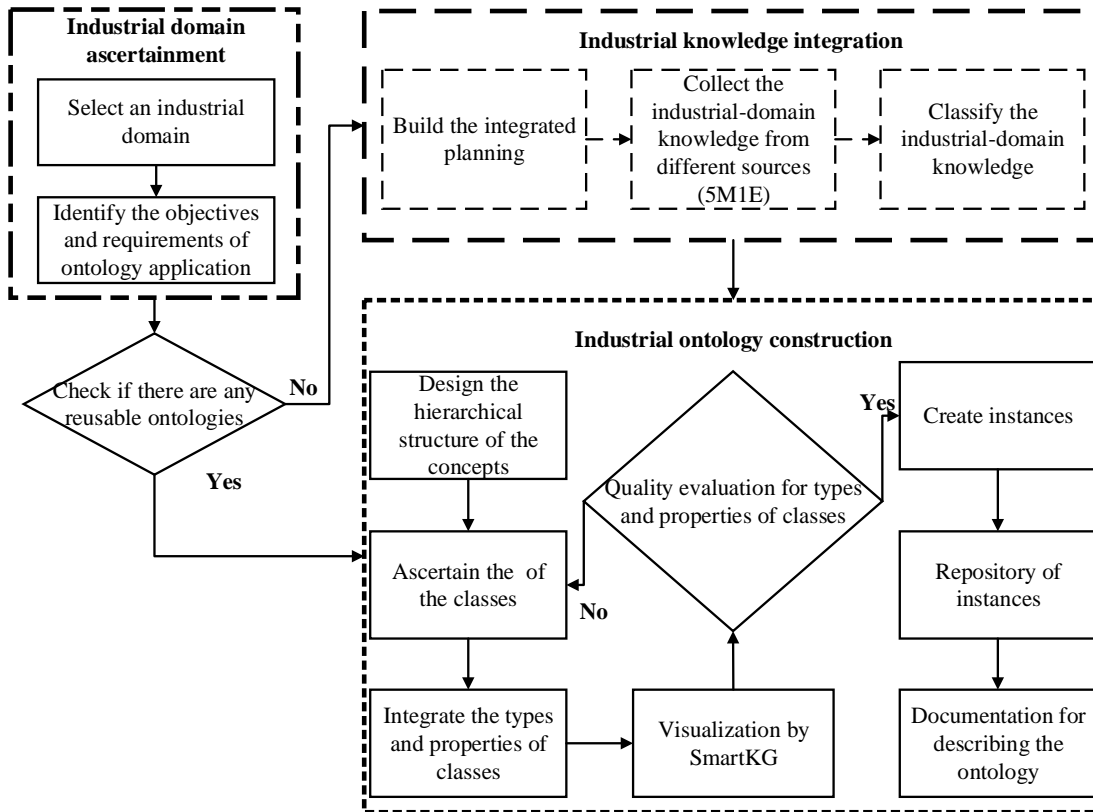 Industrial domain
ascertainment
Select an industrial
domain
Identify the objectives
and requirements of
ontology application
Check if there are any
reusable ontologies
No
Yes
Industrial knowledge integration
Build the integrated
planning
Collect the
industrial-domain
knowledge from
different sources
(5M1E)
Classify the
industrial-domain
knowledge
Industrial ontology construction
Design the
hierarchical
structure of the
concepts
Ascertain the  of
the classes
Integrate the types
and properties of
classes
Visualization by
SmartKG
Quality evaluation for types
and properties of classes
No
Yes
Create instances
Repository of
instances
Documentation for
describing the
ontology